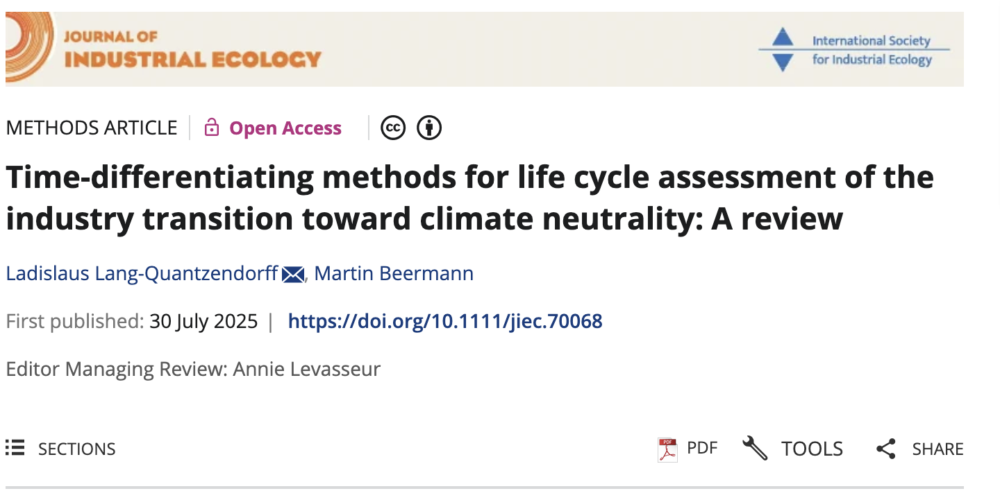 JOURNAL OF
INDUSTRIAL ECOLOGY
International Society
for Industrial Ecology
METHODS ARTICLE | Open Access | cc
Time-differentiating methods for life cycle assessment of the
industry transition toward climate neutrality: A review
Ladislaus Lang-Quantzendorff, Martin Beermann
First published: 30 July 2025 | https://doi.org/10.1111/jiec.70068
Editor Managing Review: Annie Levasseur
SECTIONS
PDF PDF TOOLS SHARE